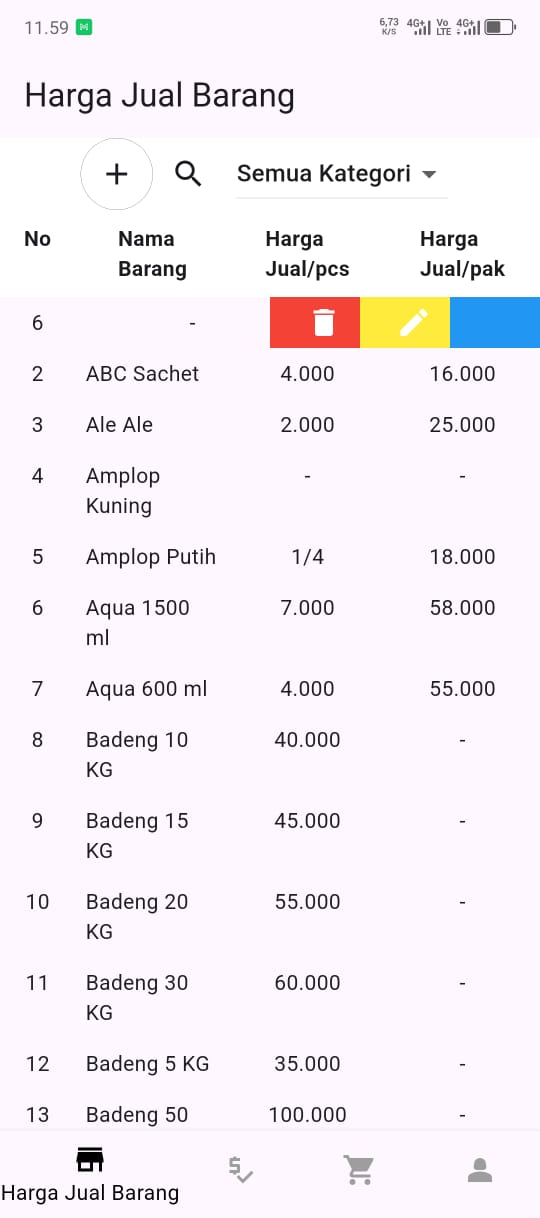 11.59
6,73 K/S 4G+ Vo LTE 4G+
Harga Jual Barang
Semua Kategori
No Nama Barang Harga Jual/pcs Harga Jual/pak
6 -
2 ABC Sachet 4.000 16.000
3 Ale Ale 2.000 25.000
4 Amplop Kuning - -
5 Amplop Putih 1/4 18.000
6 Aqua 1500 ml 7.000 58.000
7 Aqua 600 ml 4.000 55.000
8 Badeng 10 KG 40.000 -
9 Badeng 15 KG 45.000 -
10 Badeng 20 KG 55.000 -
11 Badeng 30 KG 60.000 -
12 Badeng 5 KG 35.000 -
13 Badeng 50 100.000 -
Harga Jual Barang